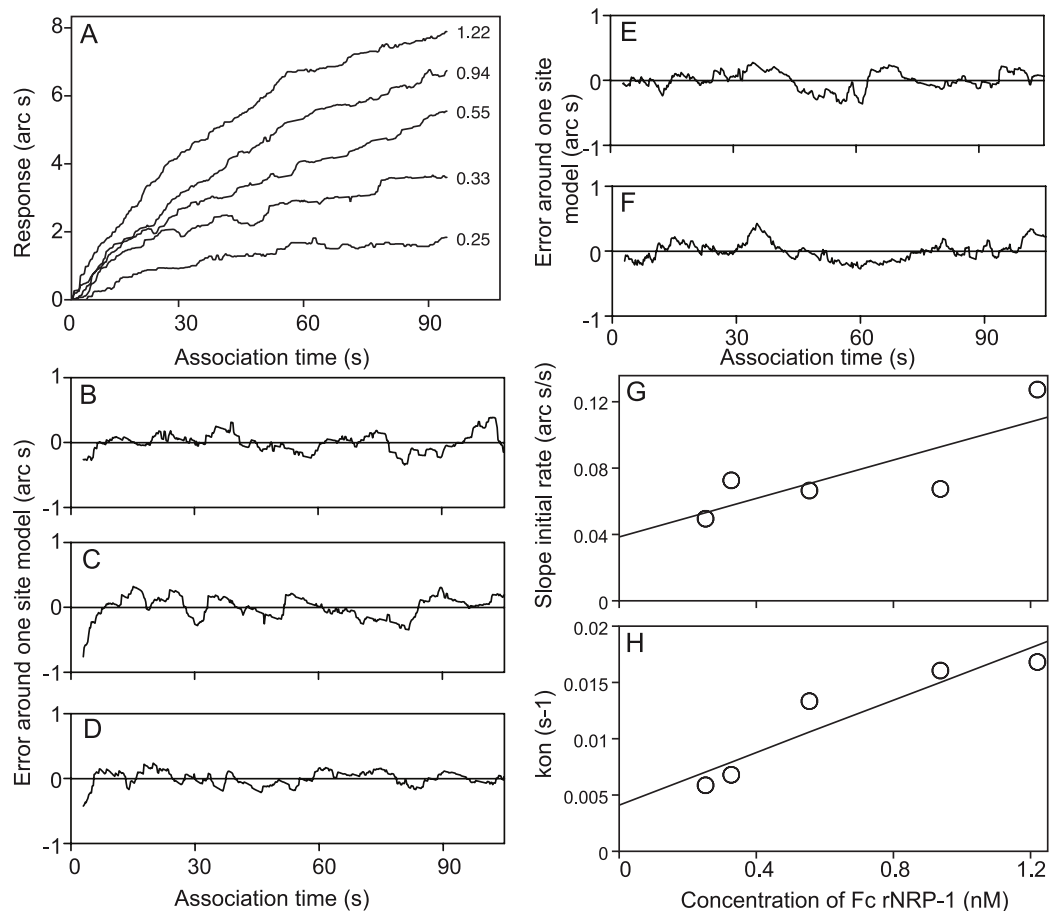 A
8
6
4
2
0
Response (arc s)
1.22
0.94
0.55
0.33
0.25
0
30
60
90
Association time (s)
B
1
0
-1
C
1
0
-1
D
1
0
-1
Error around one site model (arc s)
0
30
60
90
Association time (s)
E
1
0
-1
F
1
0
-1
Error around one site
model (arc s)
0
30
60
90
Association time (s)
G
0.12
0.08
0.04
0
Slope initial rate (arc s/s)
H
0.02
0.015
0.01
0.005
0
kon (s-1)
0
0.4
0.8
1.2
Concentration of Fc rNRP-1 (nM)